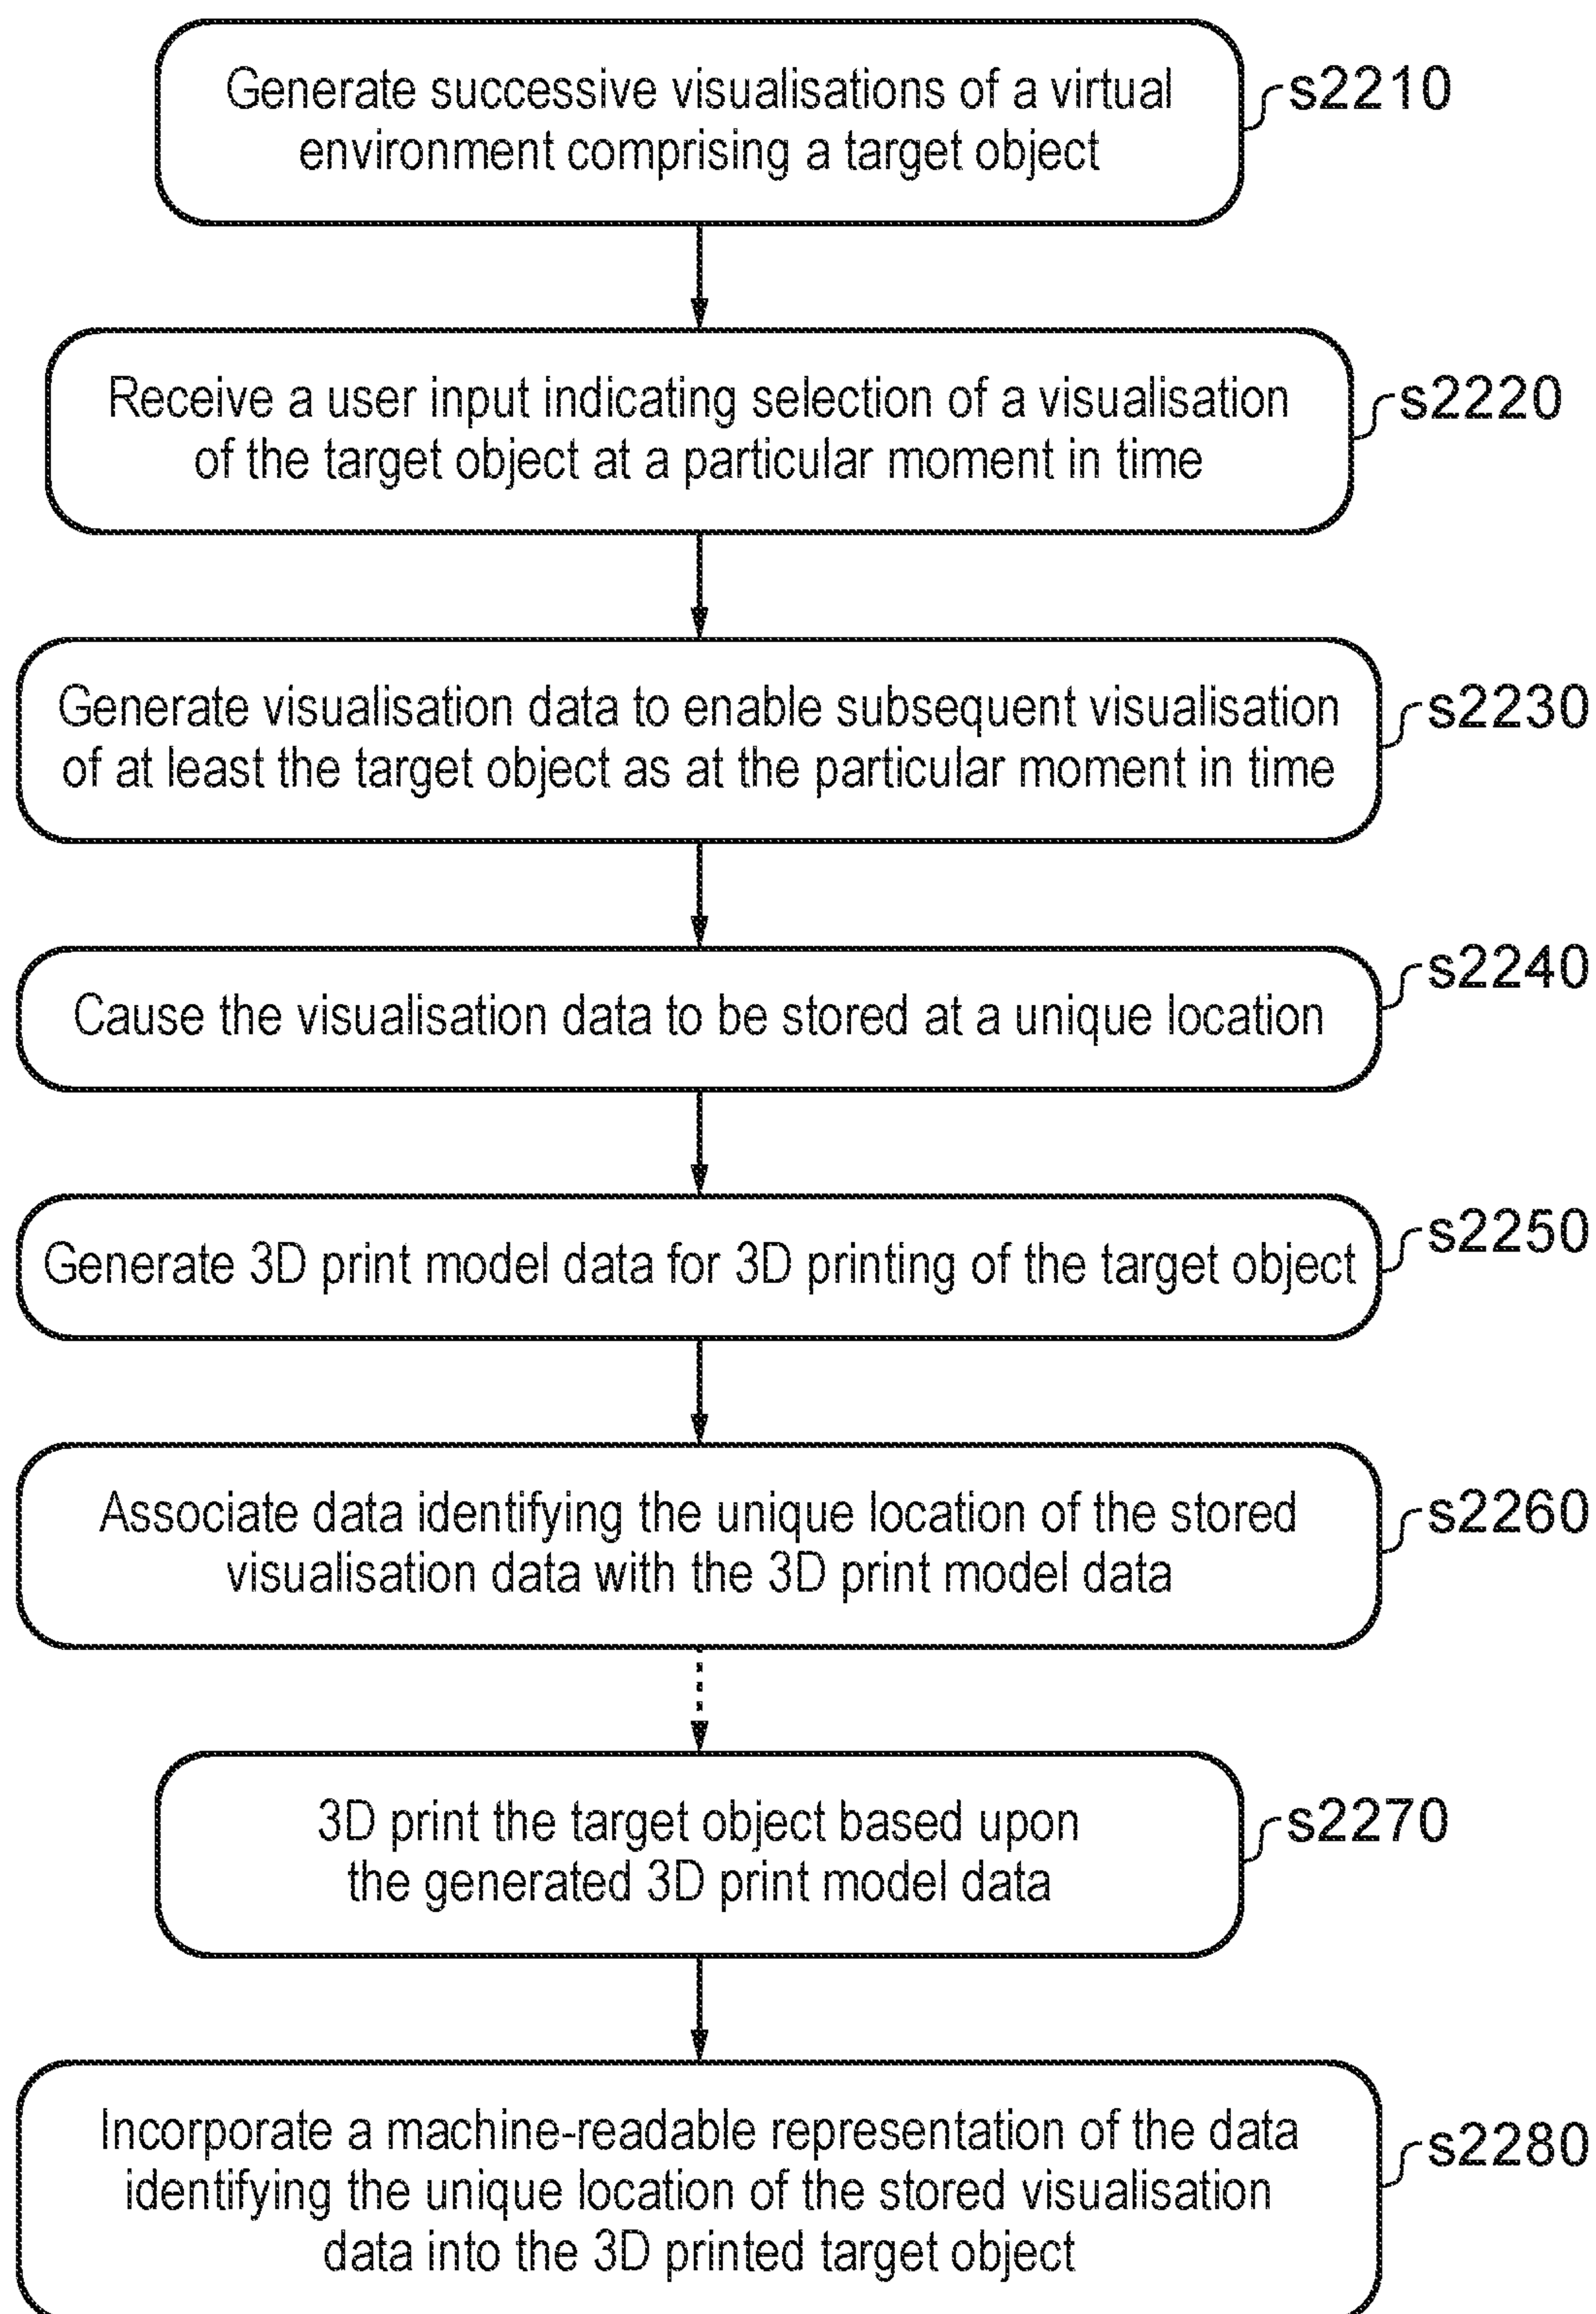 Generate successive visualisations of a virtual
environment comprising a target object
s2210
Receive a user input indicating selection of a visualisation
of the target object at a particular moment in time
s2220
Generate visualisation data to enable subsequent visualisation
of at least the target object as at the particular moment in time
s2230
Cause the visualisation data to be stored at a unique location
s2240
Generate 3D print model data for 3D printing of the target object
s2250
Associate data identifying the unique location of the stored
visualisation data with the 3D print model data
s2260
3D print the target object based upon
the generated 3D print model data
s2270
Incorporate a machine-readable representation of the data
identifying the unique location of the stored visualisation
data into the 3D printed target object
s2280